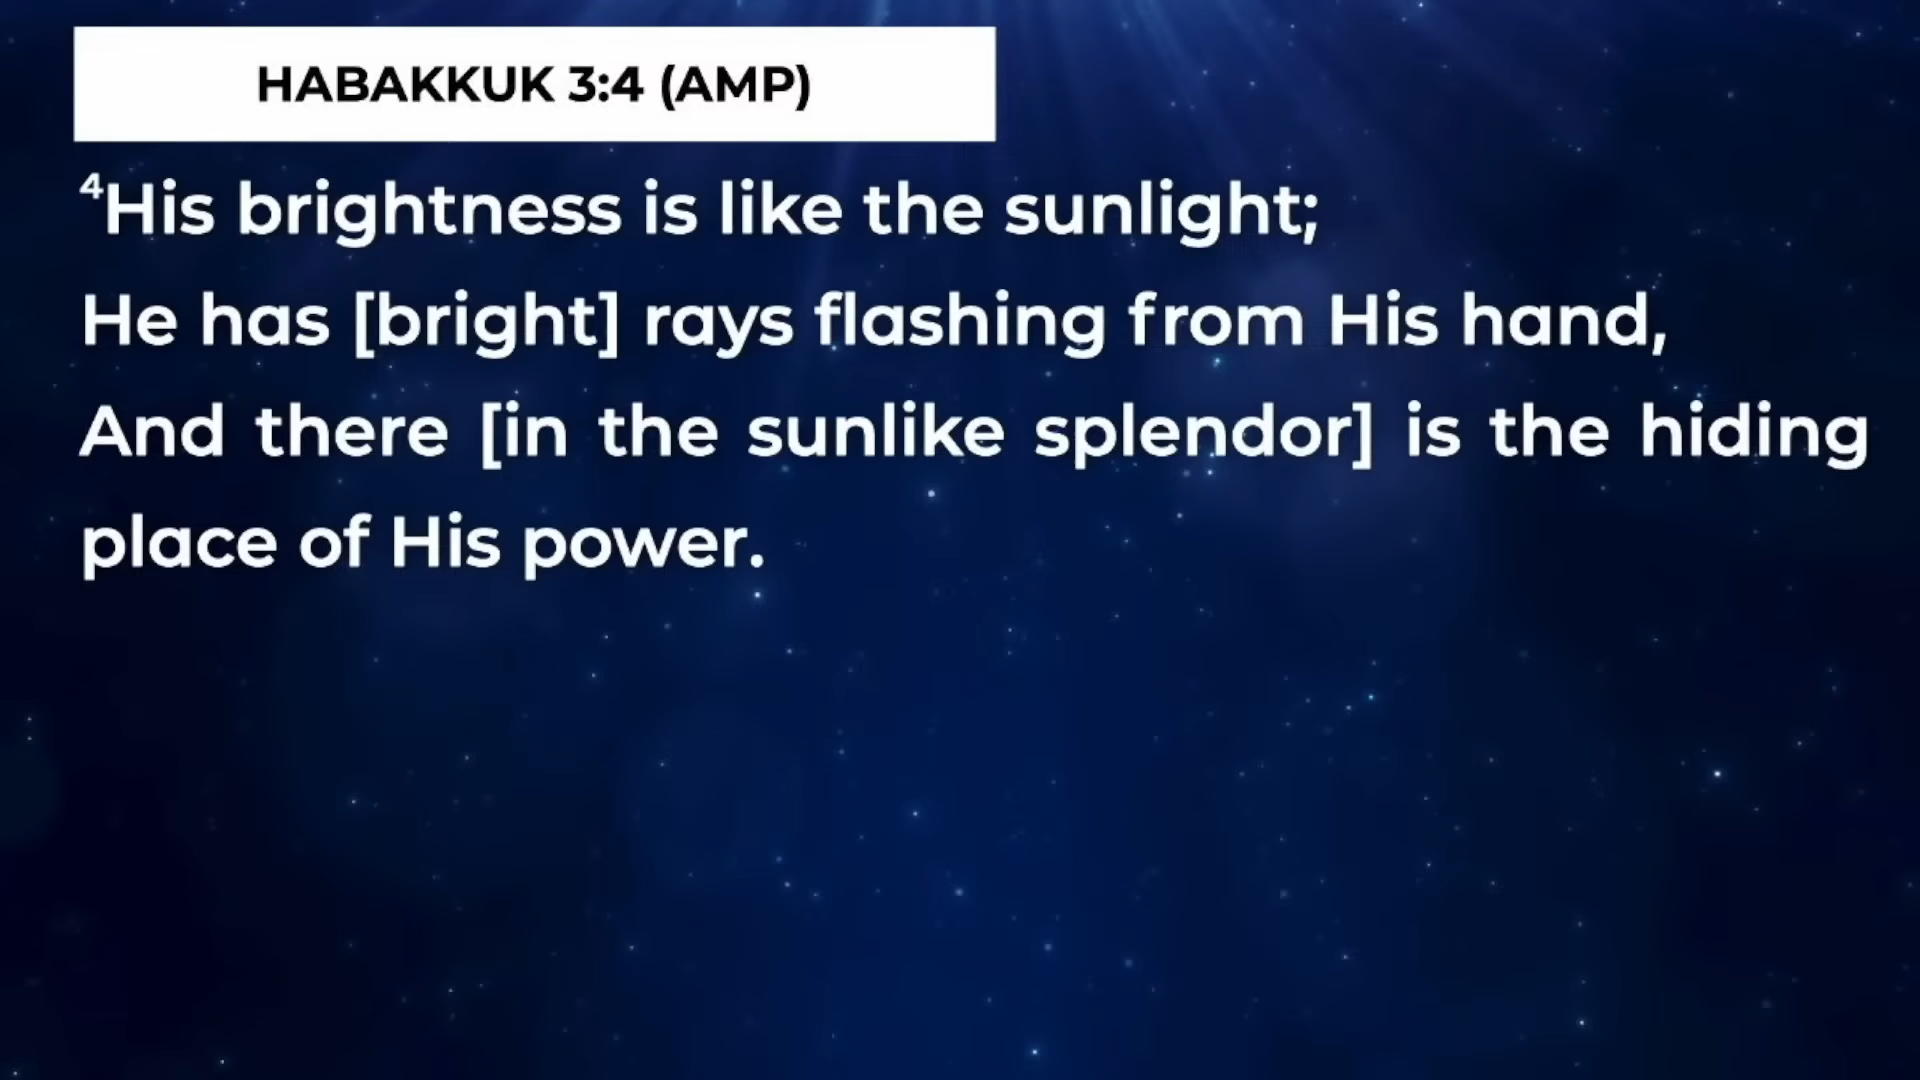 HABAKKUK 3:4 (AMP)
⁴His brightness is like the sunlight;
He has [bright] rays flashing from His hand,
And there [in the sunlike splendor] is the hiding
place of His power.